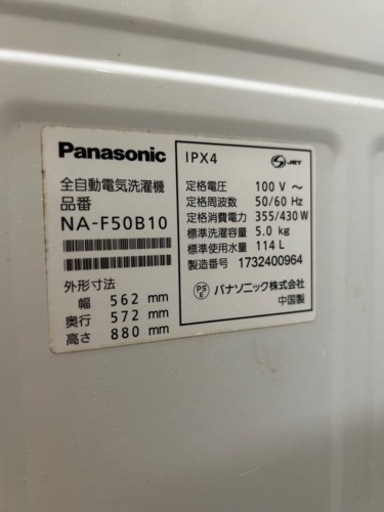 Panasonic
全自動電気洗濯機
品番
NA-F50B10
外形寸法
幅 562 mm
奥行 572 mm
高さ 880 mm
IPX4
S JET
定格電圧 100 V ～
定格周波数 50/60 Hz
定格消費電力 355/430 W
標準洗濯容量 5.0 kg
標準使用水量 114 L
製造番号 1732400964
PS E パナソニック株式会社
中国製